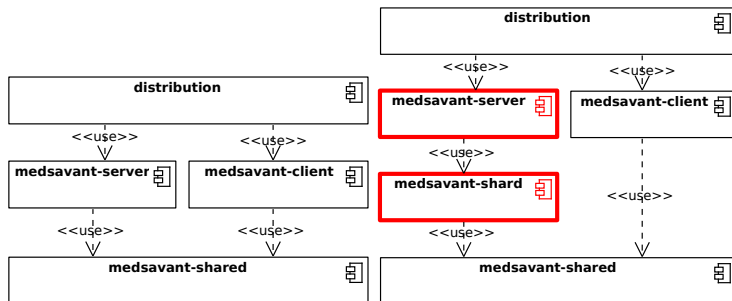 distribution
<<use>>
<<use>>
medsavant-server
medsavant-client
<<use>>
<<use>>
medsavant-shared
distribution
<<use>>
<<use>>
medsavant-server
medsavant-client
<<use>>
medsavant-shard
<<use>>
<<use>>
medsavant-shared